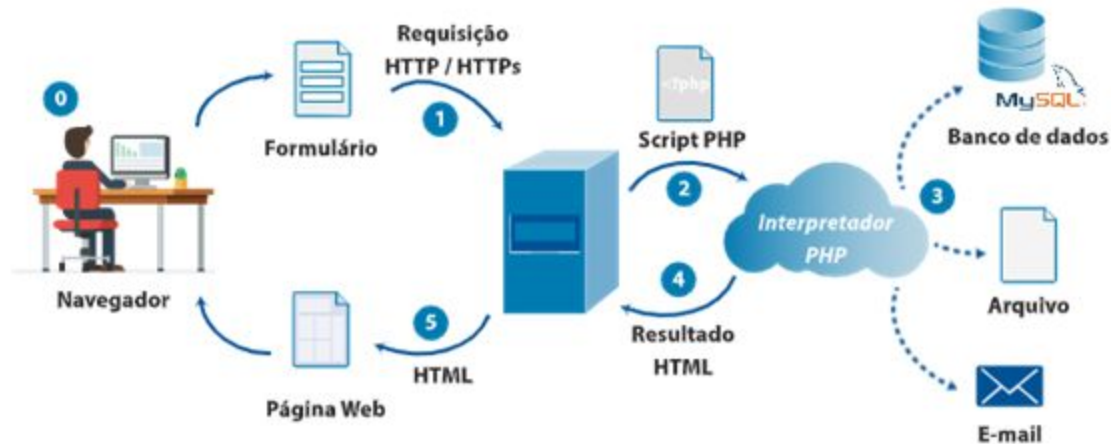 0
Formulário
Requisição
HTTP / HTTPs
1
<?php
Script PHP
2
MySQL
Banco de dados
3
Interpretador
PHP
Arquivo
4
Resultado
HTML
5
HTML
Navegador
Página Web
E-mail